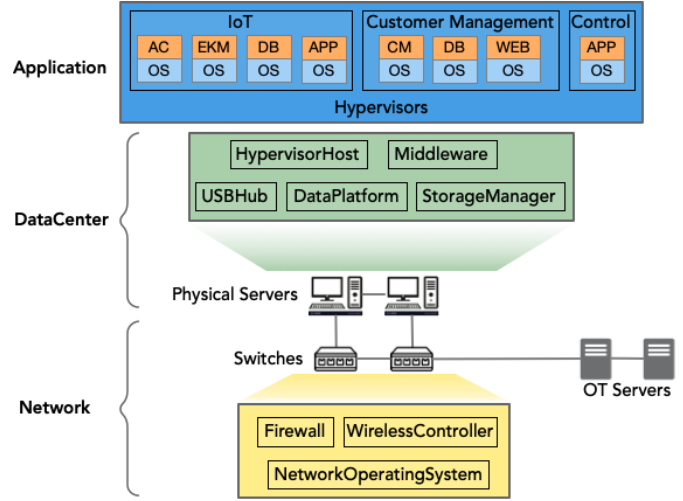 IoT
Customer Management
Control
AC EKM DB APP CM DB WEB APP
OS OS OS OS OS OS OS OS
Application
Hypervisors
HypervisorHost Middleware
USBHub DataPlatform StorageManager
DataCenter
Physical Servers
Switches
OT Servers
Network
Firewall WirelessController
NetworkOperatingSystem